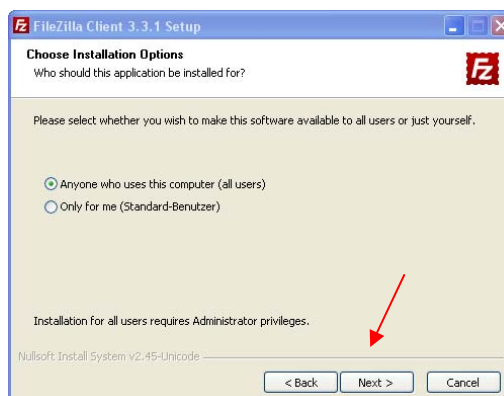 FileZilla Client 3.3.1 Setup
Choose Installation Options
Who should this application be installed for?
Fz
Please select whether you wish to make this software available to all users or just yourself.
Anyone who uses this computer (all users)
Only for me (Standard-Benutzer)
Installation for all users requires Administrator privileges.
Nullsoft Install System v2.45-Unicode
< Back Next > Cancel